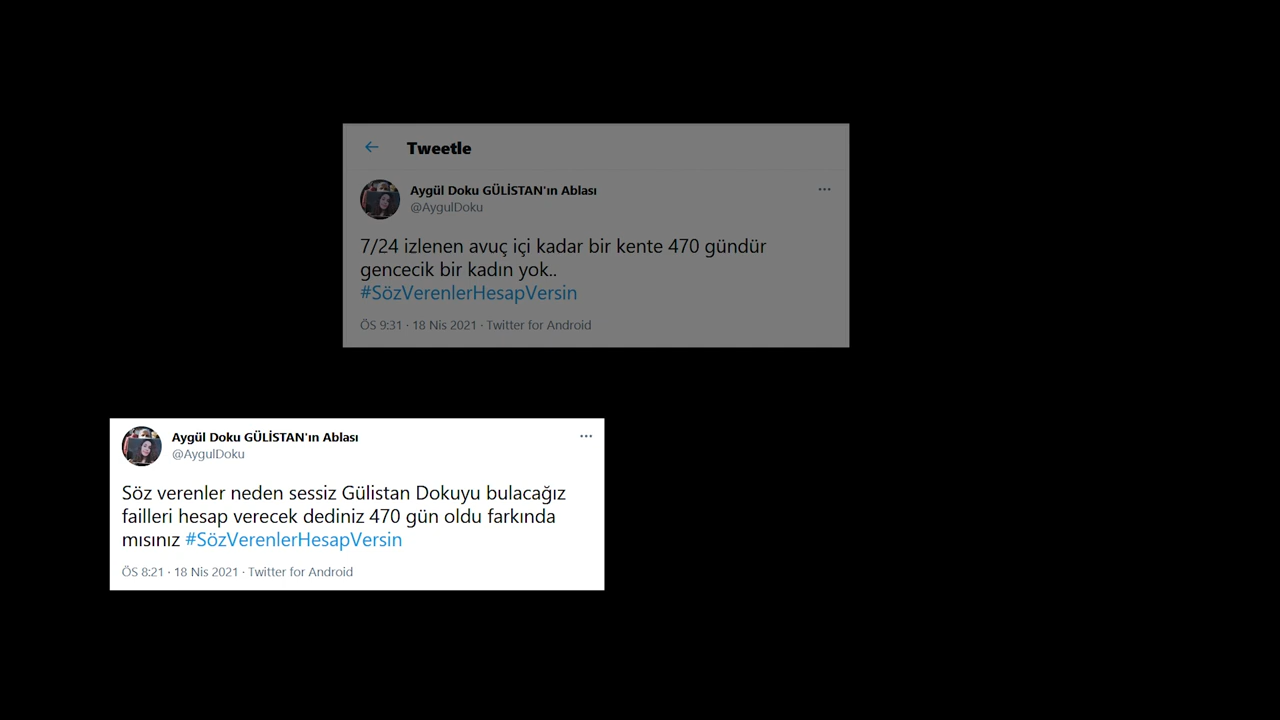 Tweetle
Aygül Doku GÜLİSTAN'ın Ablası
@AygulDoku
7/24 izlenen avuç içi kadar bir kente 470 gündür
gencecik bir kadın yok..
#SözVerenlerHesapVersin
ÖS 9:31 · 18 Nis 2021 · Twitter for Android
Aygül Doku GÜLİSTAN'ın Ablası
@AygulDoku
Söz verenler neden sessiz Gülistan Dokuyu bulacağız
failleri hesap verecek dediniz 470 gün oldu farkında
mısınız #SözVerenlerHesapVersin
ÖS 8:21 · 18 Nis 2021 · Twitter for Android